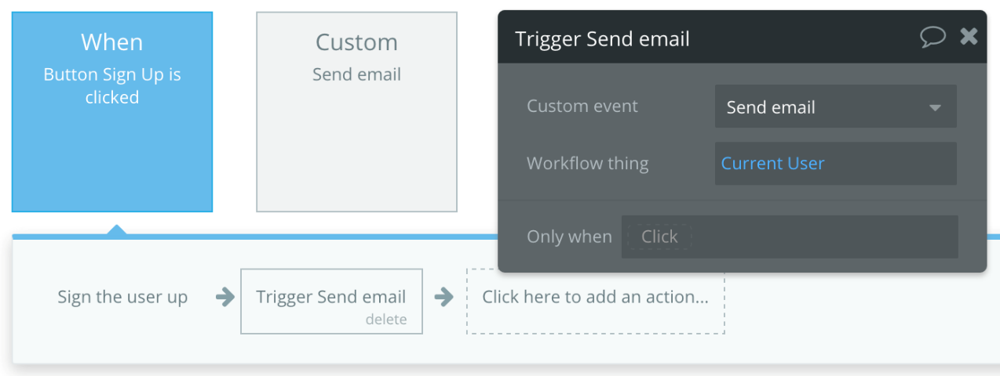 When
Button Sign Up is
clicked
Custom
Send email
Trigger Send email
Custom event
Send email
Workflow thing
Current User
Only when
Click
Sign the user up
Trigger Send email
delete
Click here to add an action...